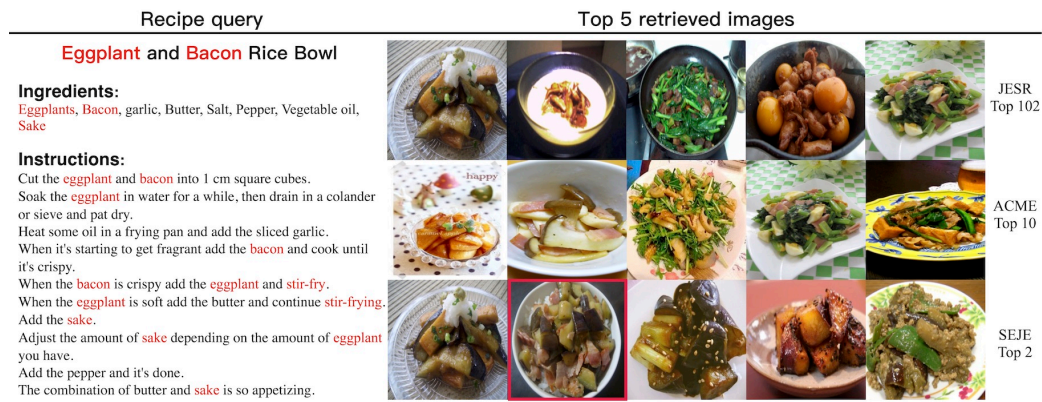 Recipe query
Top 5 retrieved images
Eggplant and Bacon Rice Bowl
Ingredients:
Eggplants, Bacon, garlic, Butter, Salt, Pepper, Vegetable oil,
Sake
Instructions:
Cut the eggplant and bacon into 1 cm square cubes.
Soak the eggplant in water for a while, then drain in a colander
or sieve and pat dry.
Heat some oil in a frying pan and add the sliced garlic.
When it's starting to get fragrant add the bacon and cook until
it's crispy.
When the bacon is crispy add the eggplant and stir-fry.
When the eggplant is soft add the butter and continue stir-frying.
Add the sake.
Adjust the amount of sake depending on the amount of eggplant
you have.
Add the pepper and it's done.
The combination of butter and sake is so appetizing.
JESR
Top 102
happy
ACME
Top 10
SEJE
Top 2